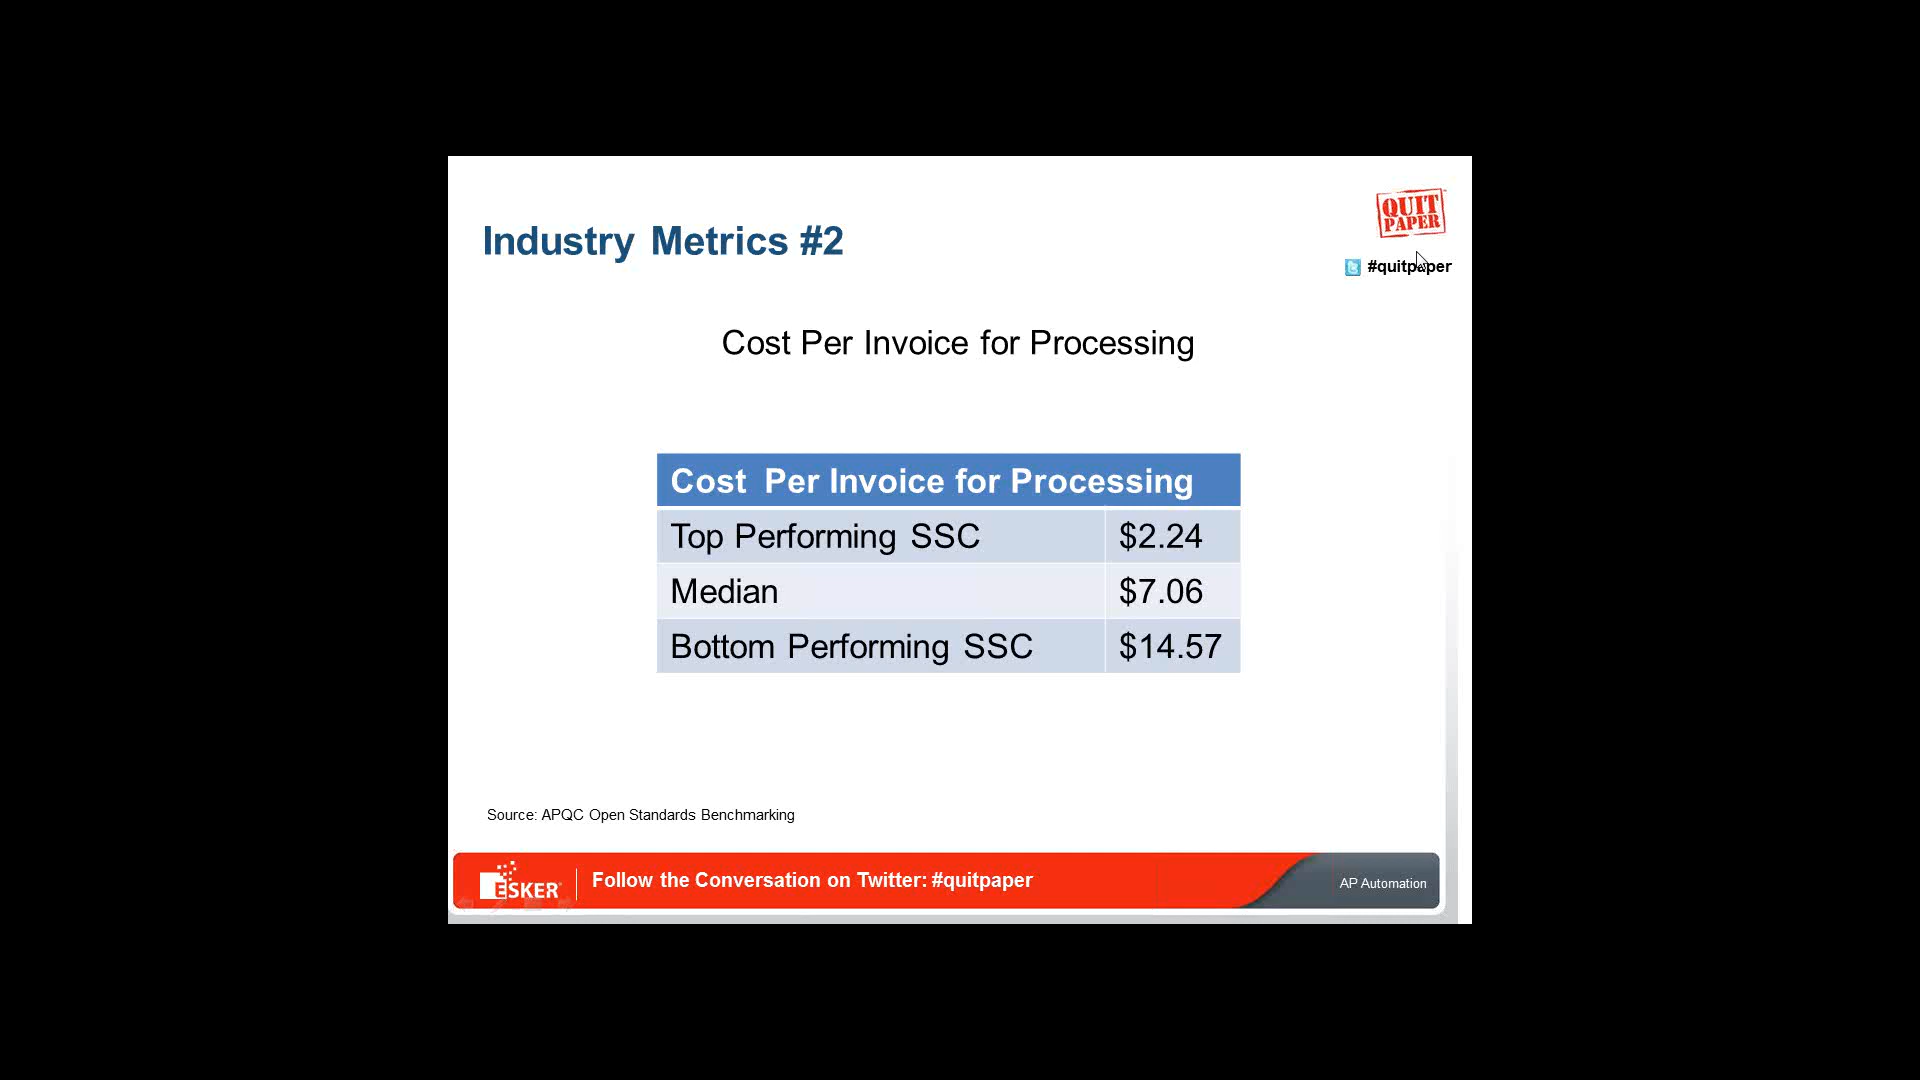 QUIT
PAPER
Industry Metrics #2
#quitpaper
Cost Per Invoice for Processing
Cost Per Invoice for Processing
Top Performing SSC $2.24
Median $7.06
Bottom Performing SSC $14.57
Source: APQC Open Standards Benchmarking
ESKER Follow the Conversation on Twitter: #quitpaper AP Automation